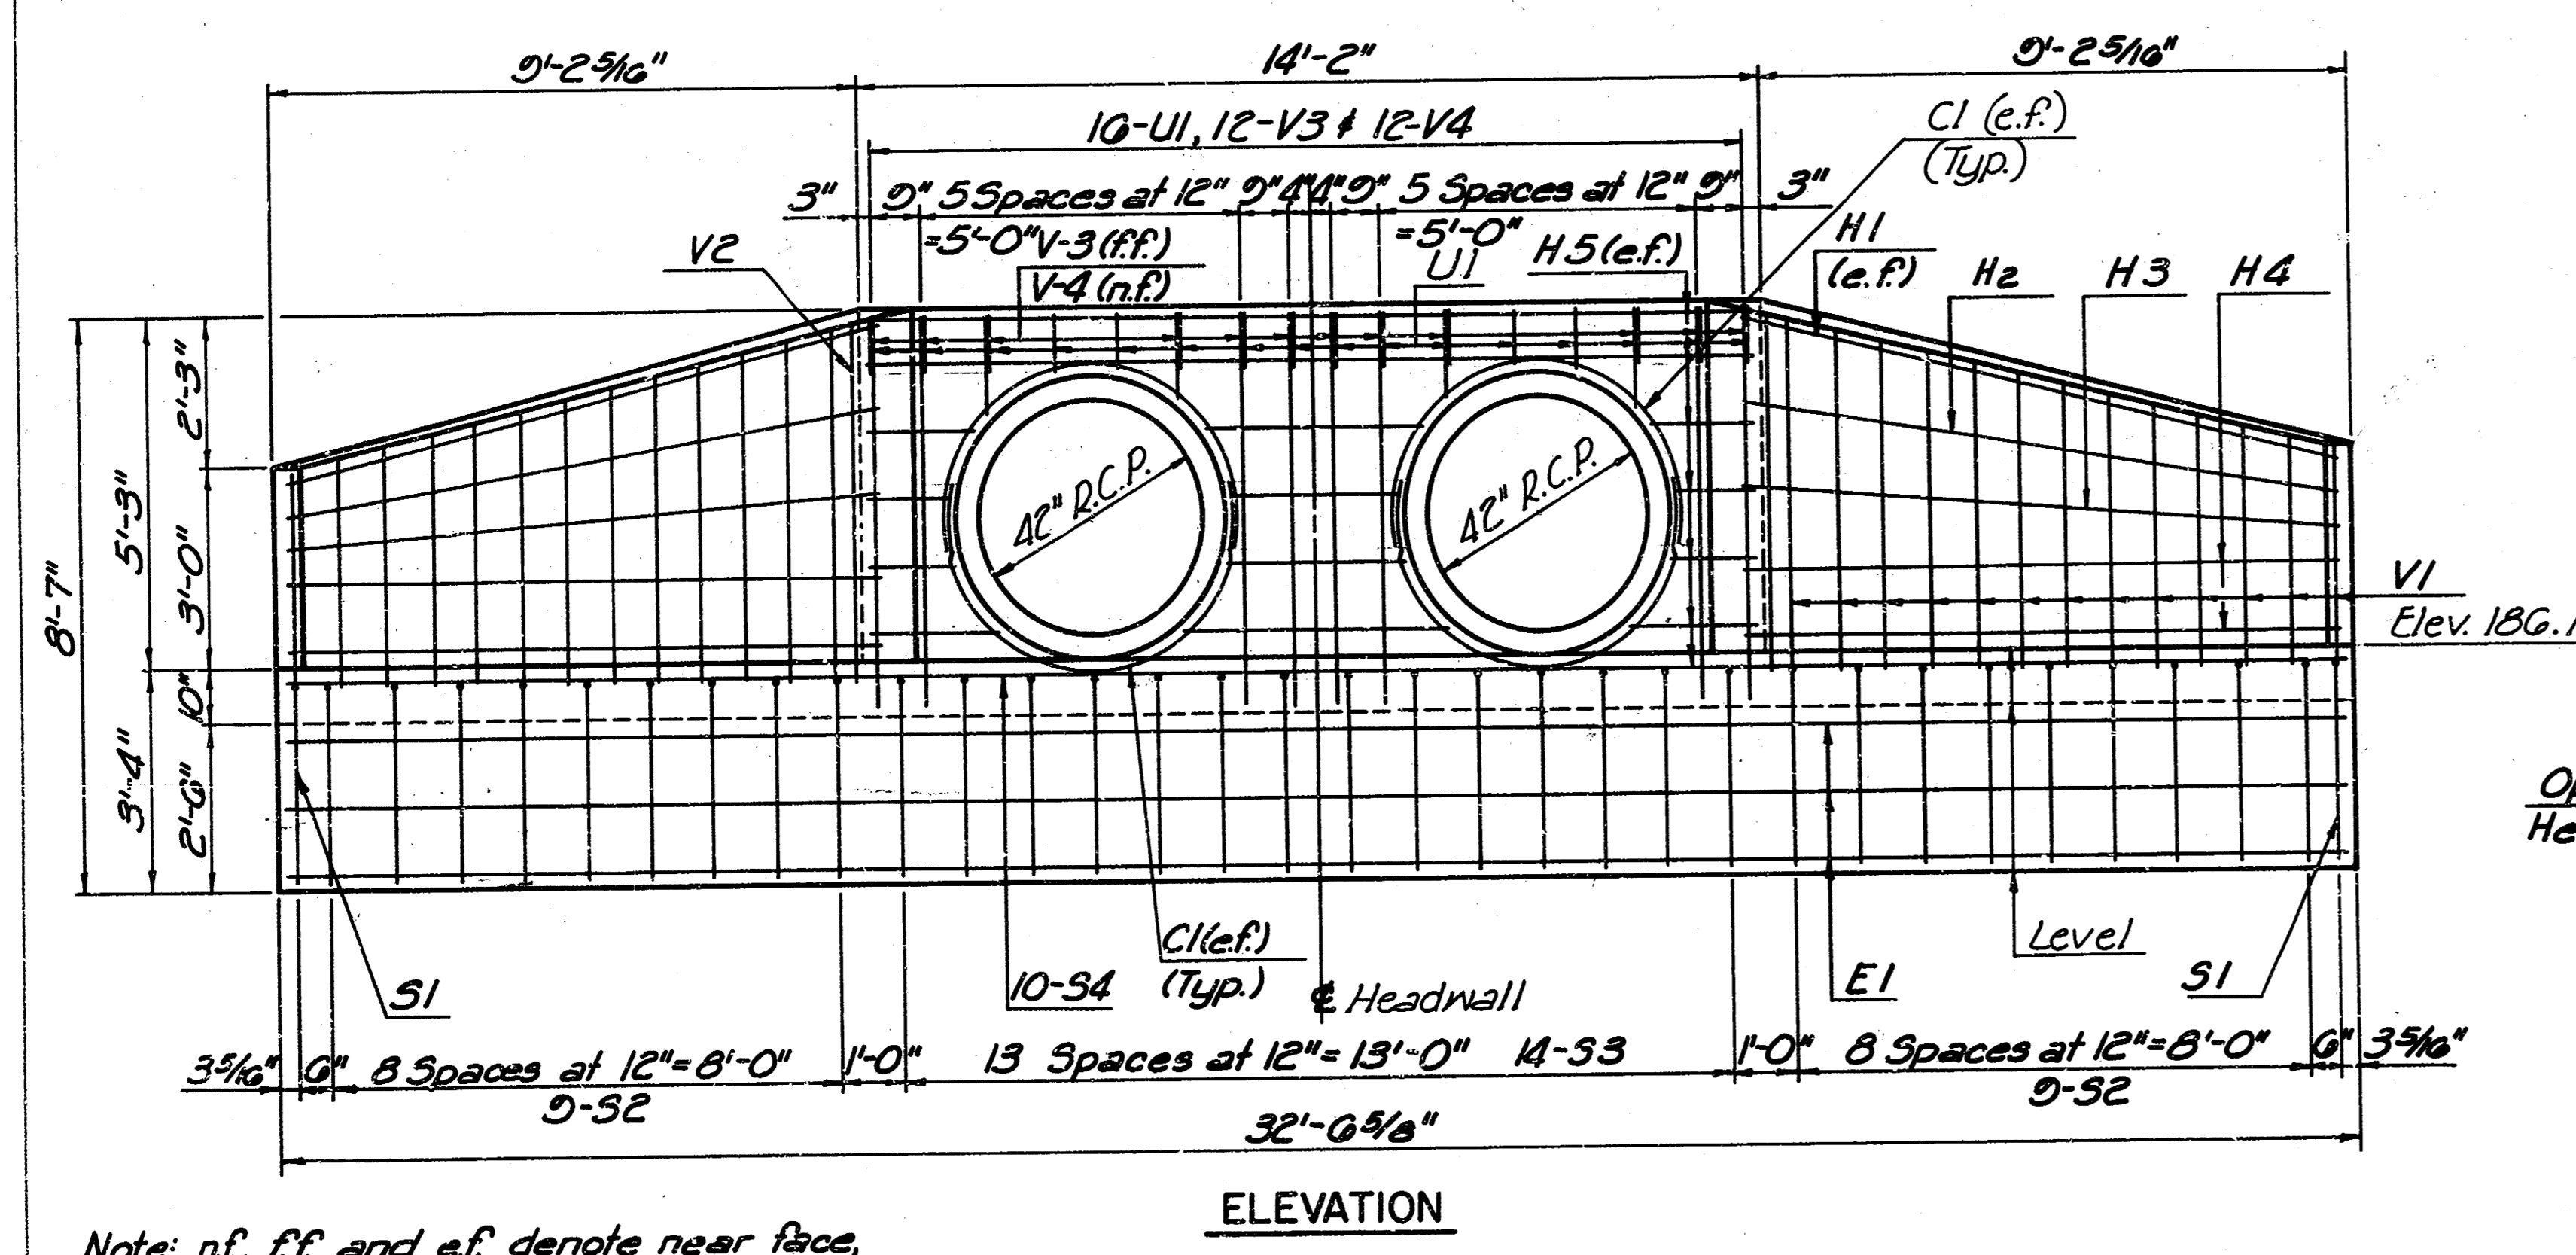 9'-2 5/16"
14'-2"
9'-2 5/16"
16-U1, 12-V3 & 12-V4
C1 (e.f.)
(Typ.)
3"
9"
5 Spaces at 12"
=5'-0"
9"
4"
4"
9"
5 Spaces at 12"
=5'-0"
9"
3"
V2
V-3 (f.f.)
V-4 (n.f.)
U1
H5 (e.f.)
H1
(e.f.)
H2
H3
H4
8'-7"
5'-3"
2'-3"
3'-0"
42" R.C.P.
42" R.C.P.
V1
Elev. 186.1
3'-4"
10"
2'-6"
Op
He
S1
10-S4
C1(e.f.)
(Typ.)
℄ Headwall
E1
Level
S1
3 5/16"
6"
8 Spaces at 12"=8'-0"
9-S2
1'-0"
13 Spaces at 12"=13'-0" 14-S3
1'-0"
8 Spaces at 12"=8'-0"
9-S2
6"
3 5/16"
32'-6 5/8"
ELEVATION
Note: n.f. f.f. and e.f. denote near face,